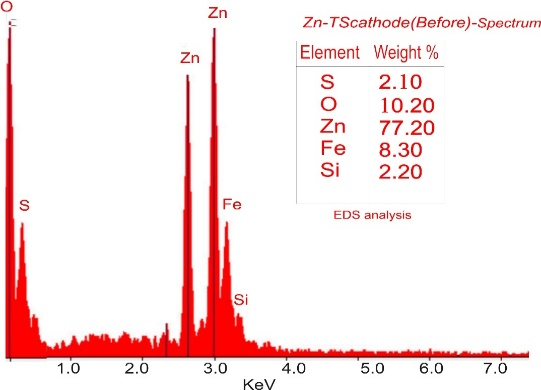 Zn-TScathode(Before)-Spectrum
Element Weight %
S 2.10
O 10.20
Zn 77.20
Fe 8.30
Si 2.20
EDS analysis
O
C
S
Zn
Zn
Fe
Si
1.0 2.0 3.0 4.0 5.0 6.0 7.0
KeV